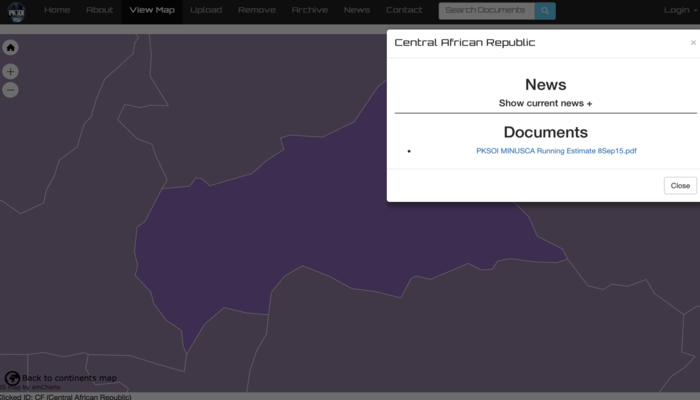 PKSOI Home About View Map Upload Remove Archive News Contact Search Documents Login
Central African Republic ×
News
Show current news +
Documents
• PKSOI MINUSCA Running Estimate 8Sep15.pdf
Close
Back to continents map
JS map by amCharts
Clicked ID: CF (Central African Republic)